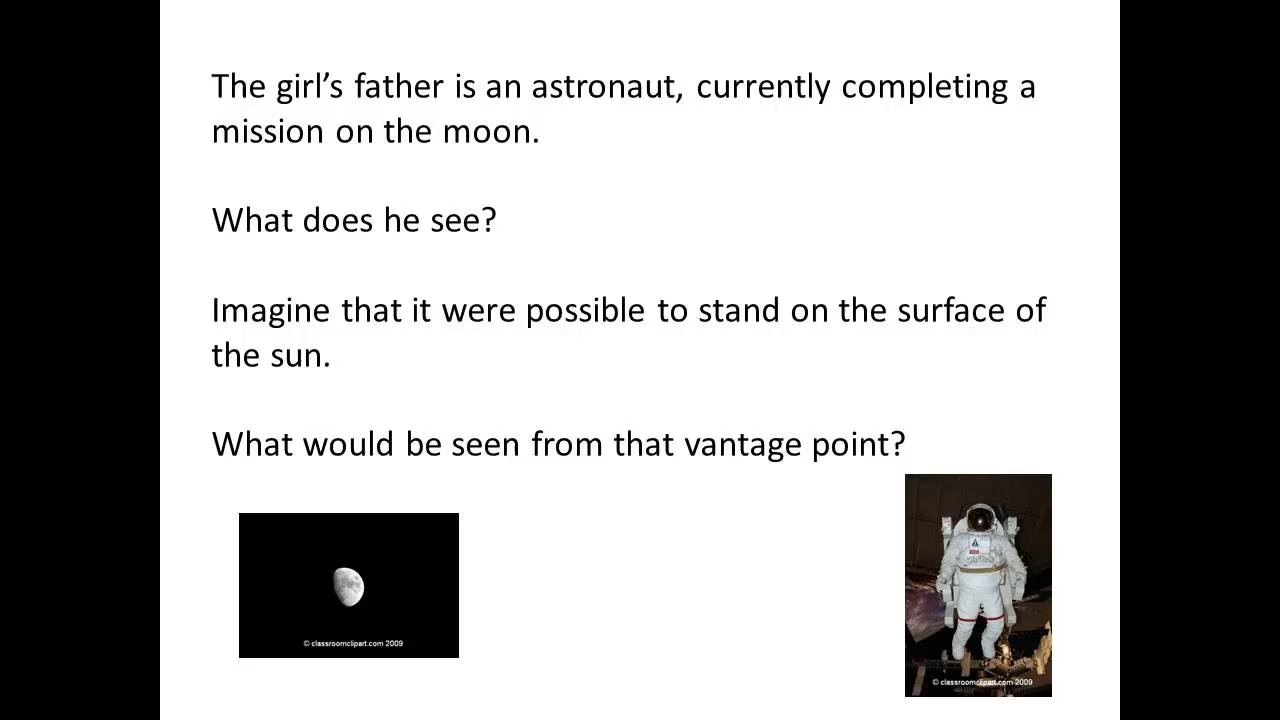 The girl’s father is an astronaut, currently completing a
mission on the moon.
What does he see?
Imagine that it were possible to stand on the surface of
the sun.
What would be seen from that vantage point?
© classroomclipart.com 2009
© classroomclipart.com 2009